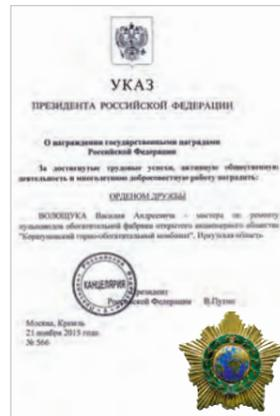 УКАЗ
ПРЕЗИДЕНТА РОССИЙСКОЙ ФЕДЕРАЦИИ
О награждении государственными наградами
Российской Федерации
За достигнутые трудовые успехи, активную общественную
деятельность и многолетнюю добросовестную работу наградить:
ОРДЕНОМ ДРУЖБЫ
ВОЛОЩУКА Василия Андреевича - мастера по ремонту
пульповодов обогатительной фабрики открытого акционерного общества
"Коршуновский горно-обогатительный комбинат", Иркутская область
КАНЦЕЛЯРИЯ
Президент
Российской Федерации В.Путин
Москва, Кремль
21 ноября 2015 года
№ 566